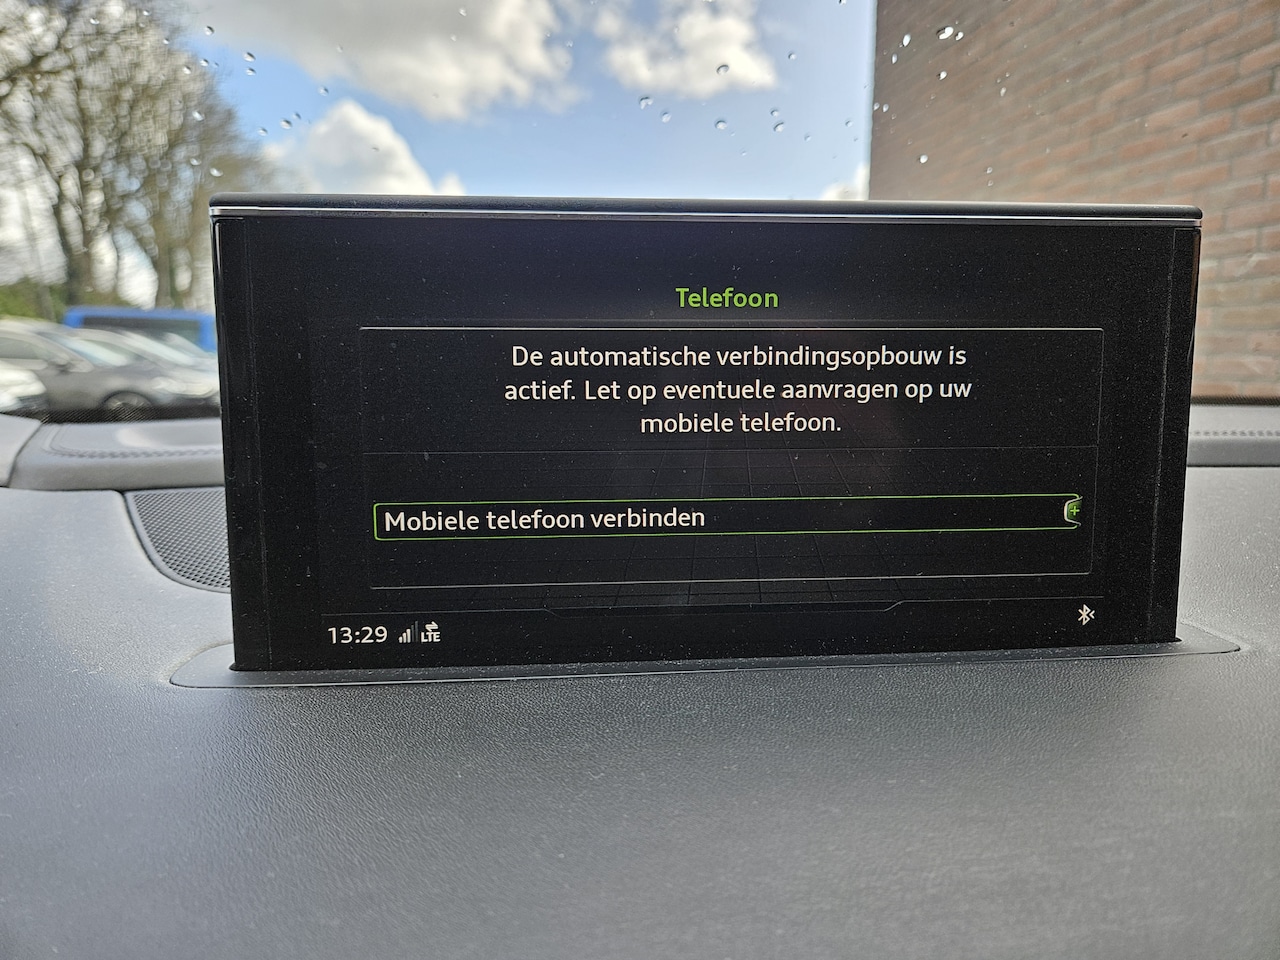 Telefoon
De automatische verbindingsopbouw is
actief. Let op eventuele aanvragen op uw
mobiele telefoon.
Mobiele telefoon verbinden
13:29 LTE